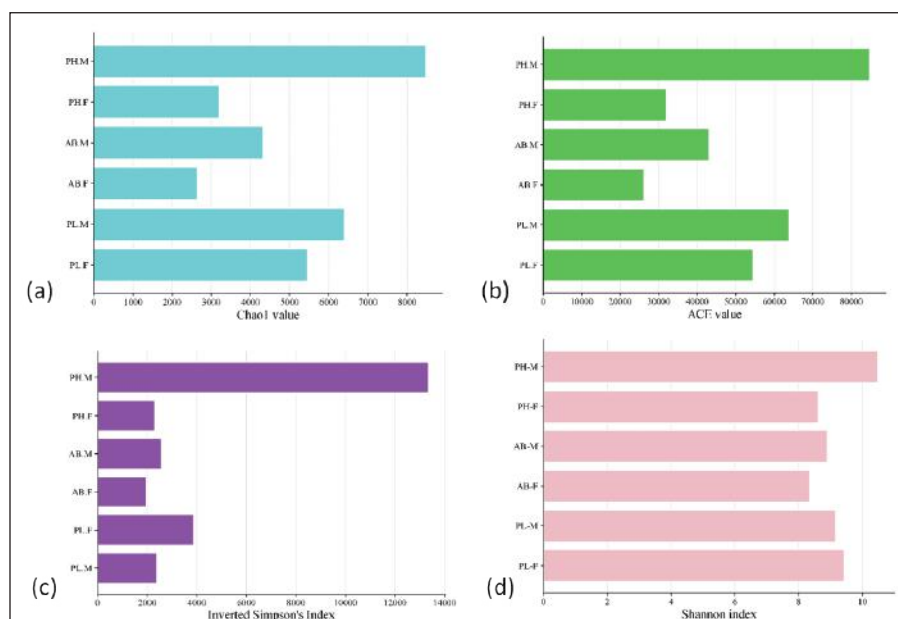 (a)
PH.M
PH.F
AB.M
AB.F
PL.M
PL.F
0 1000 2000 3000 4000 5000 6000 7000 8000
Chao1 value
(b)
PH.M
PH.F
AB.M
AB.F
PL.M
PL.F
0 10000 20000 30000 40000 50000 60000 70000 80000
ACE value
(c)
PH.M
PH.F
AB.M
AB.F
PL.F
PL.M
0 2000 4000 6000 8000 10000 12000 14000
Inverted Simpson's Index
(d)
PH-M
PH-F
AB-M
AB-F
PL-M
PL-F
0 2 4 6 8 10
Shannon index